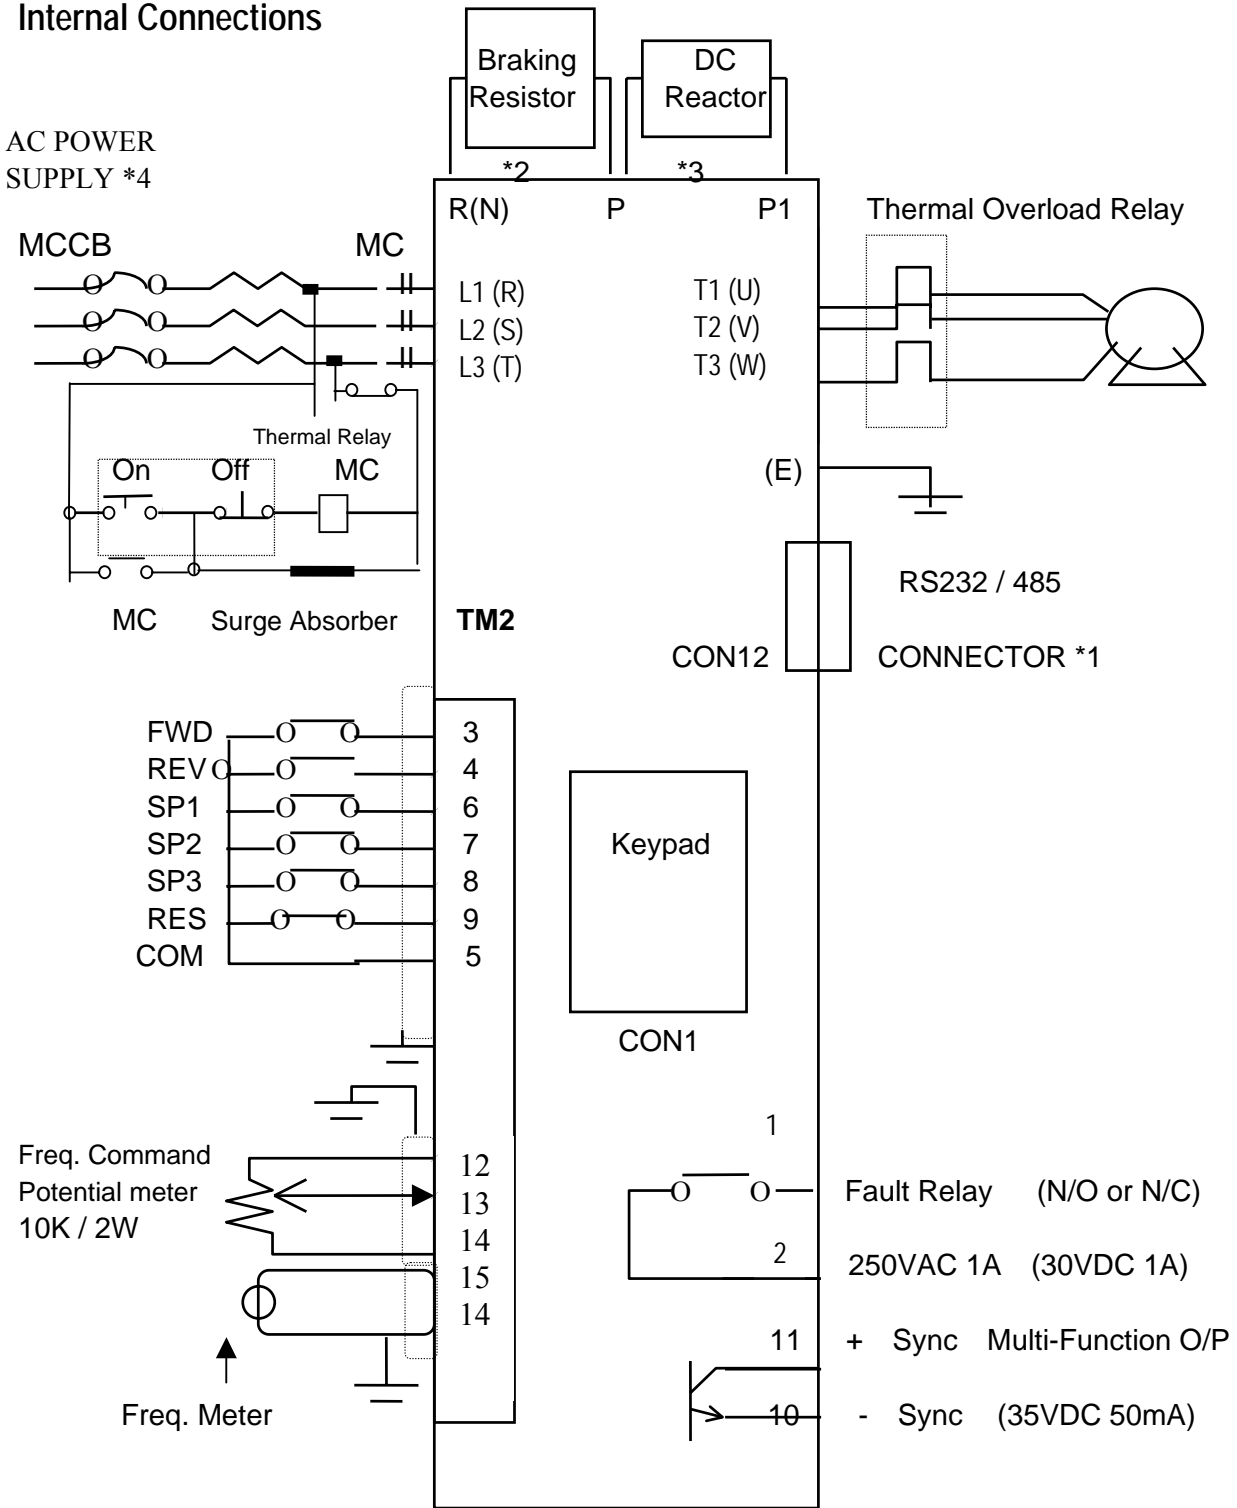 Internal Connections
Braking
Resistor
DC
Reactor
AC POWER
SUPPLY *4
*2
*3
R(N)
P
P1
Thermal Overload Relay
MCCB
MC
L1 (R)
L2 (S)
L3 (T)
T1 (U)
T2 (V)
T3 (W)
Thermal Relay
On
Off
MC
(E)
MC
Surge Absorber
TM2
RS232 / 485
CON12
CONNECTOR *1
FWD
3
REV
4
SP1
6
SP2
7
SP3
8
RES
9
COM
5
Keypad
CON1
Freq. Command
Potential meter
10K / 2W
12
13
14
15
14
Freq. Meter
1
Fault Relay (N/O or N/C)
2
250VAC 1A (30VDC 1A)
11
+ Sync Multi-Function O/P
10
- Sync (35VDC 50mA)